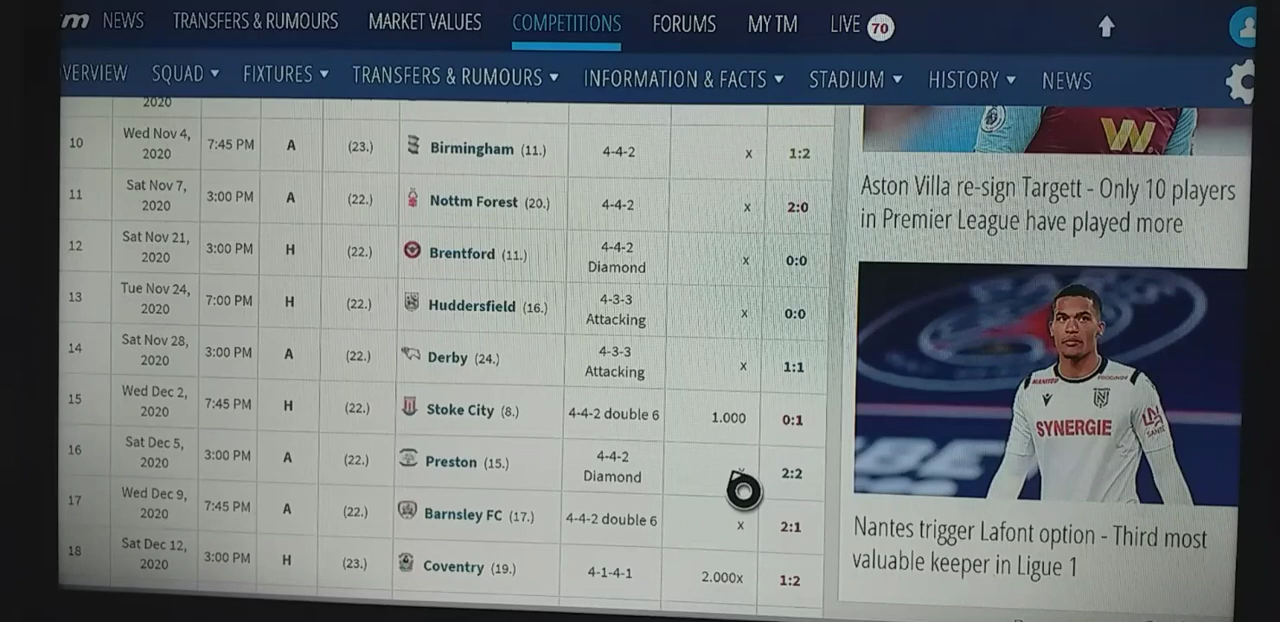 tm NEWS TRANSFERS & RUMOURS MARKET VALUES COMPETITIONS FORUMS MY TM LIVE 70
VERVIEW SQUAD FIXTURES TRANSFERS & RUMOURS INFORMATION & FACTS STADIUM HISTORY NEWS
2020
10 Wed Nov 4, 2020 7:45 PM A (23.) Birmingham (11.) 4-4-2 x 1:2
11 Sat Nov 7, 2020 3:00 PM A (22.) Nottm Forest (20.) 4-4-2 x 2:0
12 Sat Nov 21, 2020 3:00 PM H (22.) Brentford (11.) 4-4-2 Diamond x 0:0
13 Tue Nov 24, 2020 7:00 PM H (22.) Huddersfield (16.) 4-3-3 Attacking x 0:0
14 Sat Nov 28, 2020 3:00 PM A (22.) Derby (24.) 4-3-3 Attacking x 1:1
15 Wed Dec 2, 2020 7:45 PM H (22.) Stoke City (8.) 4-4-2 double 6 1.000 0:1
16 Sat Dec 5, 2020 3:00 PM A (22.) Preston (15.) 4-4-2 Diamond 2:2
17 Wed Dec 9, 2020 7:45 PM A (22.) Barnsley FC (17.) 4-4-2 double 6 x 2:1
18 Sat Dec 12, 2020 3:00 PM H (23.) Coventry (19.) 4-1-4-1 2.000x 1:2
W
Aston Villa re-sign Targett - Only 10 players
in Premier League have played more
MANITOU
SYNERGIE
Nantes trigger Lafont option - Third most
valuable keeper in Ligue 1